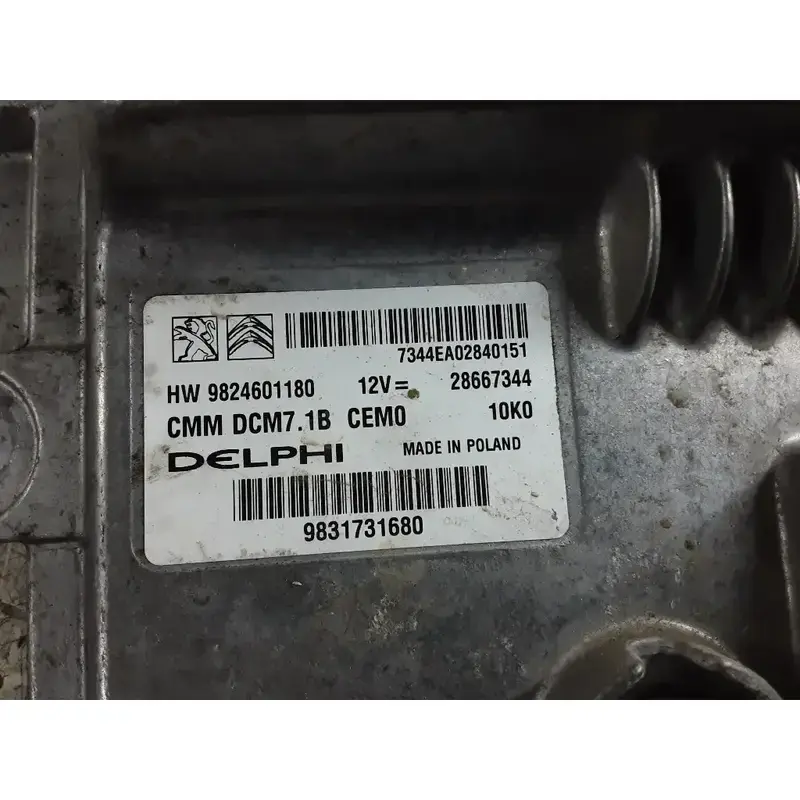 7344EA02840151
HW 9824601180 12V= 28667344
CMM DCM7.1B CEM0 10K0
DELPHI MADE IN POLAND
9831731680